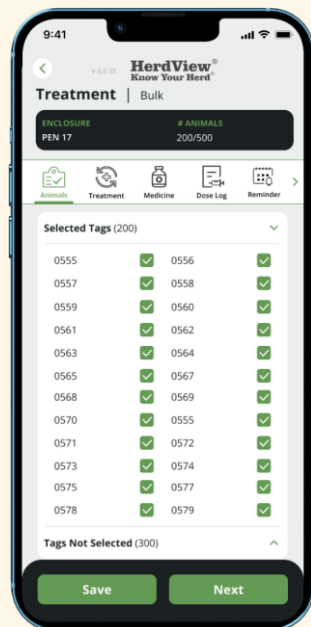 9:41
V 4.0.35 HerdView®
Know Your Herd®
Treatment | Bulk
ENCLOSURE # ANIMALS
PEN 17 200/500
Animals Treatment Medicine Dose Log Reminder
Selected Tags (200)
0555 0556
0557 0558
0559 0560
0561 0562
0563 0564
0565 0567
0568 0569
0570 0555
0571 0572
0573 0574
0575 0577
0578 0579
Tags Not Selected (300)
Save Next